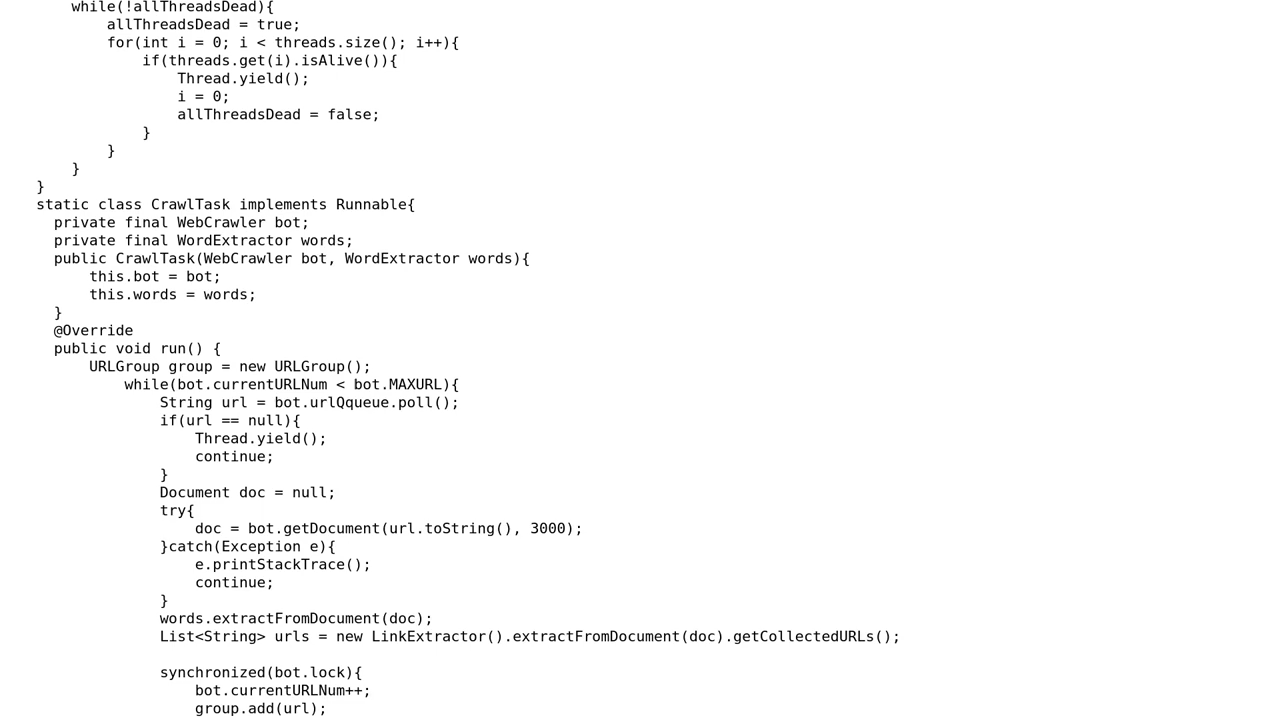 while(!allThreadsDead){
allThreadsDead = true;
for(int i = 0; i < threads.size(); i++){
if(threads.get(i).isAlive()){
Thread.yield();
i = 0;
allThreadsDead = false;
}
}
}
}
static class CrawlTask implements Runnable{
private final WebCrawler bot;
private final WordExtractor words;
public CrawlTask(WebCrawler bot, WordExtractor words){
this.bot = bot;
this.words = words;
}
@Override
public void run() {
URLGroup group = new URLGroup();
while(bot.currentURLNum < bot.MAXURL){
String url = bot.urlQqueue.poll();
if(url == null){
Thread.yield();
continue;
}
Document doc = null;
try{
doc = bot.getDocument(url.toString(), 3000);
}catch(Exception e){
e.printStackTrace();
continue;
}
words.extractFromDocument(doc);
List<String> urls = new LinkExtractor().extractFromDocument(doc).getCollectedURLs();
synchronized(bot.lock){
bot.currentURLNum++;
group.add(url);